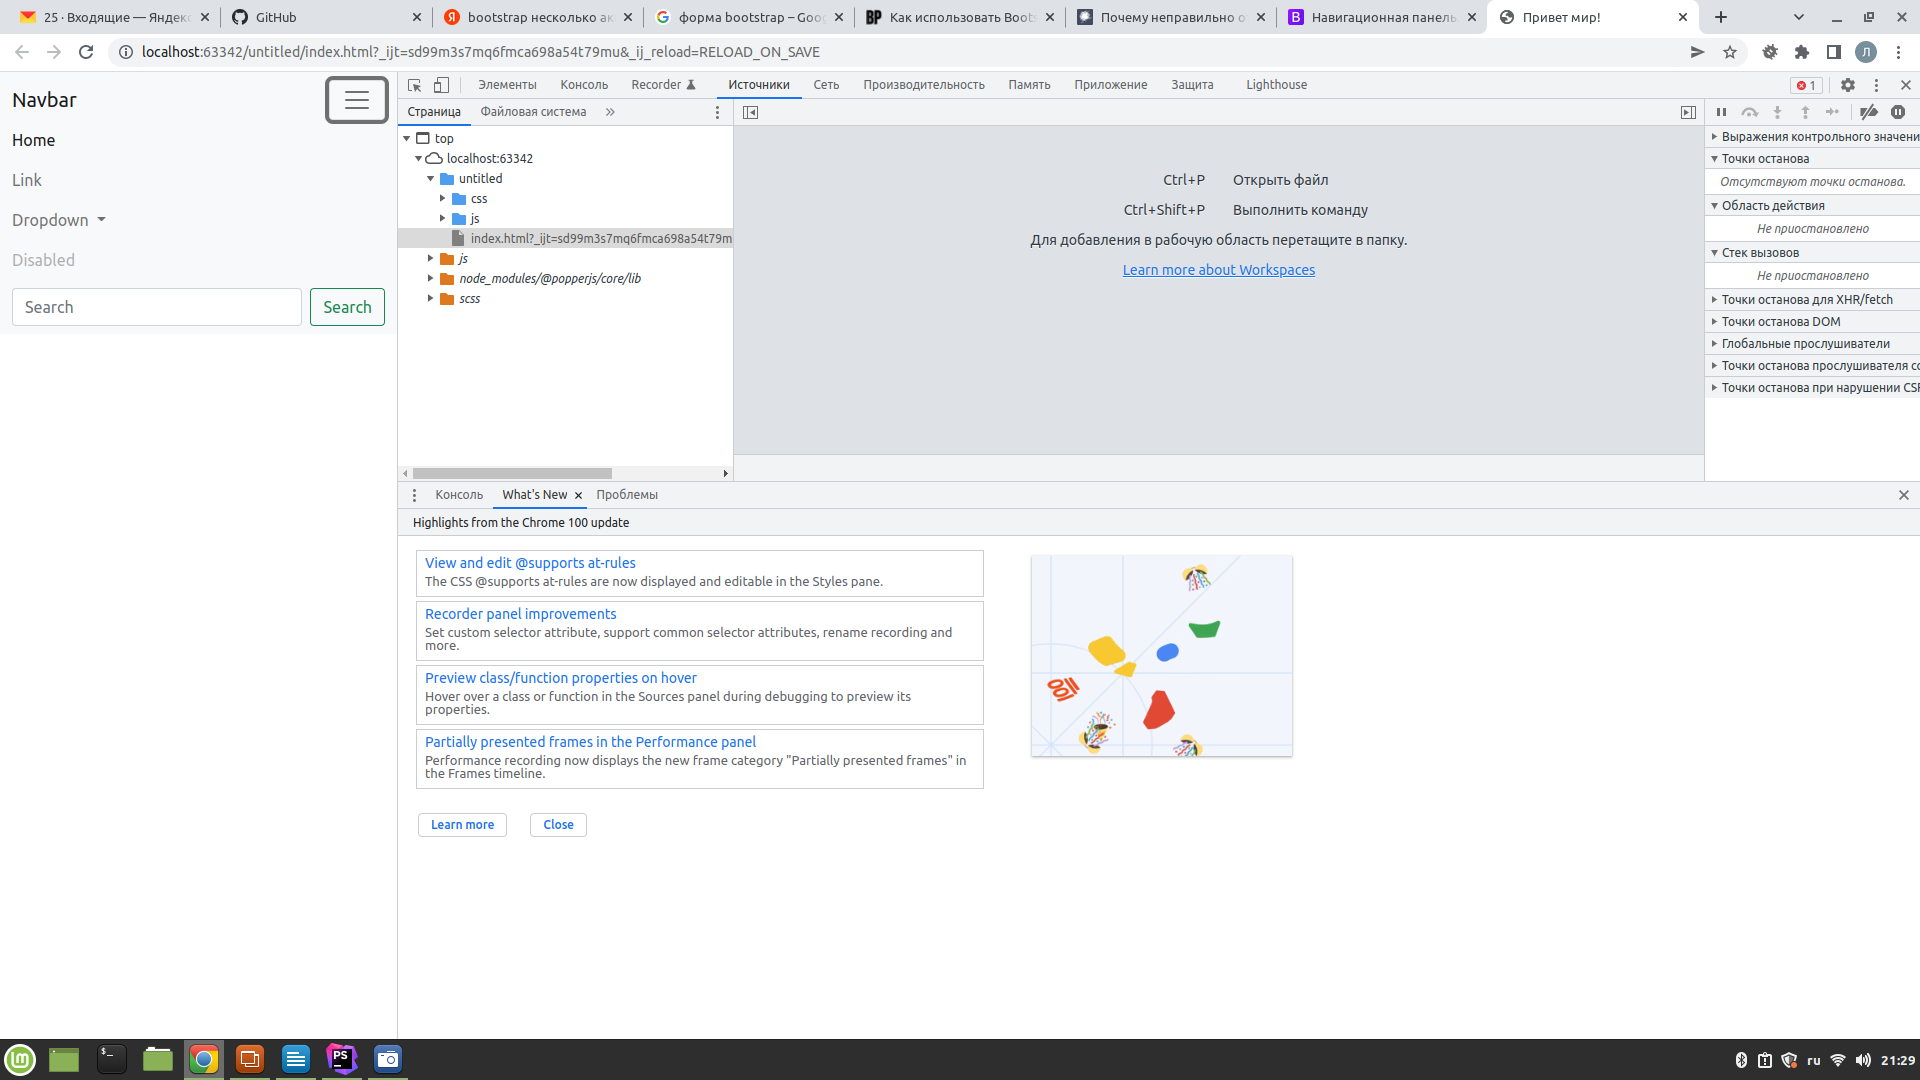 25 · Входящие — Яндекс
GitHub
bootstrap несколько ак
форма bootstrap – Goog
Как использовать Boots
Почему неправильно о
Навигационная панель
Привет мир!
localhost:63342/untitled/index.html?_ijt=sd99m3s7mq6fmca698a54t79mu&_ij_reload=RELOAD_ON_SAVE
Л
Navbar
Home
Link
Dropdown
Disabled
Search
Search
Элементы
Консоль
Recorder
Источники
Сеть
Производительность
Память
Приложение
Защита
Lighthouse
1
Страница
Файловая система
top
localhost:63342
untitled
css
js
index.html?_ijt=sd99m3s7mq6fmca698a54t79m
js
node_modules/@popperjs/core/lib
scss
Ctrl+P Открыть файл
Ctrl+Shift+P Выполнить команду
Для добавления в рабочую область перетащите в папку.
Learn more about Workspaces
Выражения контрольного значени
Точки останова
Отсутствуют точки останова.
Область действия
Не приостановлено
Стек вызовов
Не приостановлено
Точки останова для XHR/fetch
Точки останова DOM
Глобальные прослушиватели
Точки останова прослушивателя со
Точки останова при нарушении CSP
Консоль
What's New
Проблемы
Highlights from the Chrome 100 update
View and edit @supports at-rules
The CSS @supports at-rules are now displayed and editable in the Styles pane.
Recorder panel improvements
Set custom selector attribute, support common selector attributes, rename recording and
more.
Preview class/function properties on hover
Hover over a class or function in the Sources panel during debugging to preview its
properties.
Partially presented frames in the Performance panel
Performance recording now displays the new frame category "Partially presented frames" in
the Frames timeline.
Learn more
Close
100
PS
ru
21:29